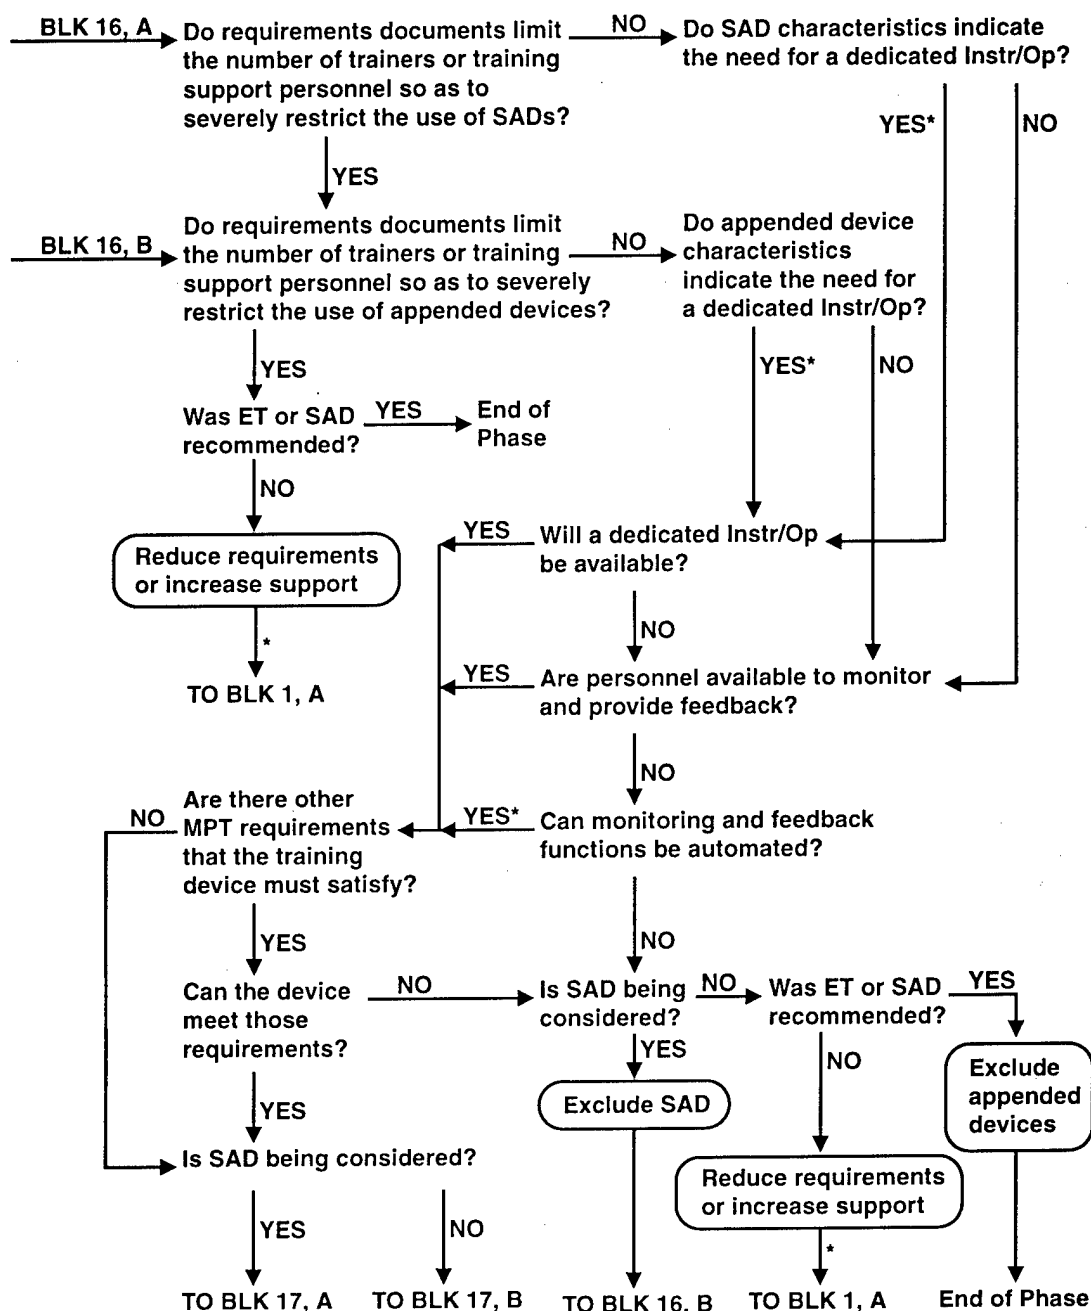 BLK 16, A
Do requirements documents limit
the number of trainers or training
support personnel so as to
severely restrict the use of SADs?
NO
Do SAD characteristics indicate
the need for a dedicated Instr/Op?
YES*
NO
YES
BLK 16, B
Do requirements documents limit
the number of trainers or training
support personnel so as to severely
restrict the use of appended devices?
NO
Do appended device
characteristics
indicate the need for
a dedicated Instr/Op?
YES
YES*
NO
Was ET or SAD
recommended?
YES
End of
Phase
NO
Reduce requirements
or increase support
*
TO BLK 1, A
YES
Will a dedicated Instr/Op
be available?
NO
YES
Are personnel available to monitor
and provide feedback?
NO
NO
Are there other
MPT requirements
that the training
device must satisfy?
YES*
Can monitoring and feedback
functions be automated?
YES
NO
Can the device
meet those
requirements?
NO
Is SAD being
considered?
NO
Was ET or SAD
recommended?
YES
YES
YES
NO
Exclude SAD
Exclude
appended
devices
Is SAD being considered?
Reduce requirements
or increase support
YES
NO
*
TO BLK 17, A
TO BLK 17, B
TO BLK 16, B
TO BLK 1, A
End of Phase